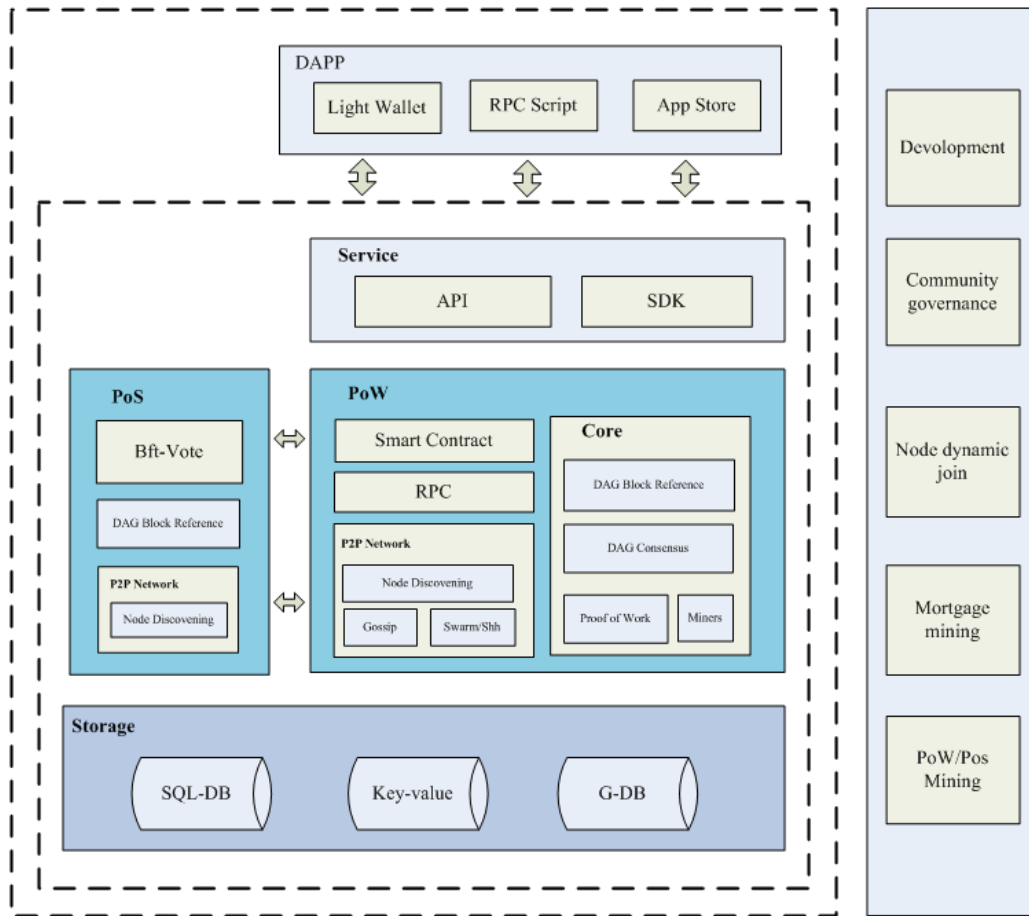 DAPP
Light Wallet
RPC Script
App Store
Service
API
SDK
PoS
Bft-Vote
DAG Block Reference
P2P Network
Node Discovening
PoW
Smart Contract
RPC
P2P Network
Node Discovening
Gossip
Swarm/Shh
Core
DAG Block Reference
DAG Consensus
Proof of Work
Miners
Storage
SQL-DB
Key-value
G-DB
Devolopment
Community
governance
Node dynamic
join
Mortgage
mining
PoW/Pos
Mining